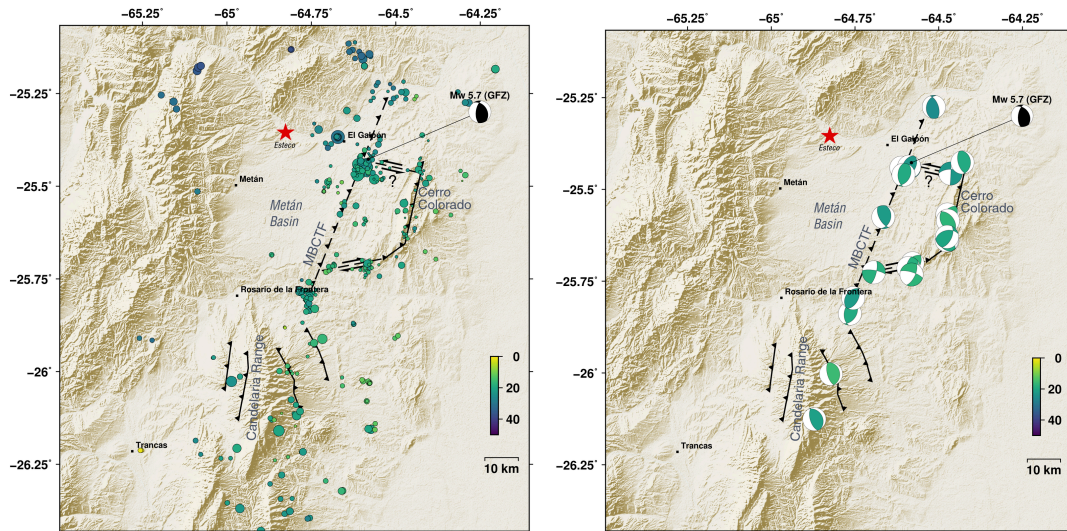 −65.25˚ −65˚ −64.75˚ −64.5˚ −64.25˚
−25.25˚
−25.5˚
−25.75˚
−26˚
−26.25˚
Mw 5.7 (GFZ)
El Galpón
Esteco
Metán
?
Cerro
Colorado
Metán
Basin
MBCTF
Rosario de la Frontera
Candelaria Range
Trancas
0
20
40
10 km
−65.25˚ −65˚ −64.75˚ −64.5˚ −64.25˚
−25.25˚
−25.5˚
−25.75˚
−26˚
−26.25˚
Mw 5.7 (GFZ)
El Galpón
Esteco
Metán
?
Cerro
Colorado
Metán
Basin
MBCTF
Rosario de la Frontera
Candelaria Range
Trancas
0
20
40
10 km